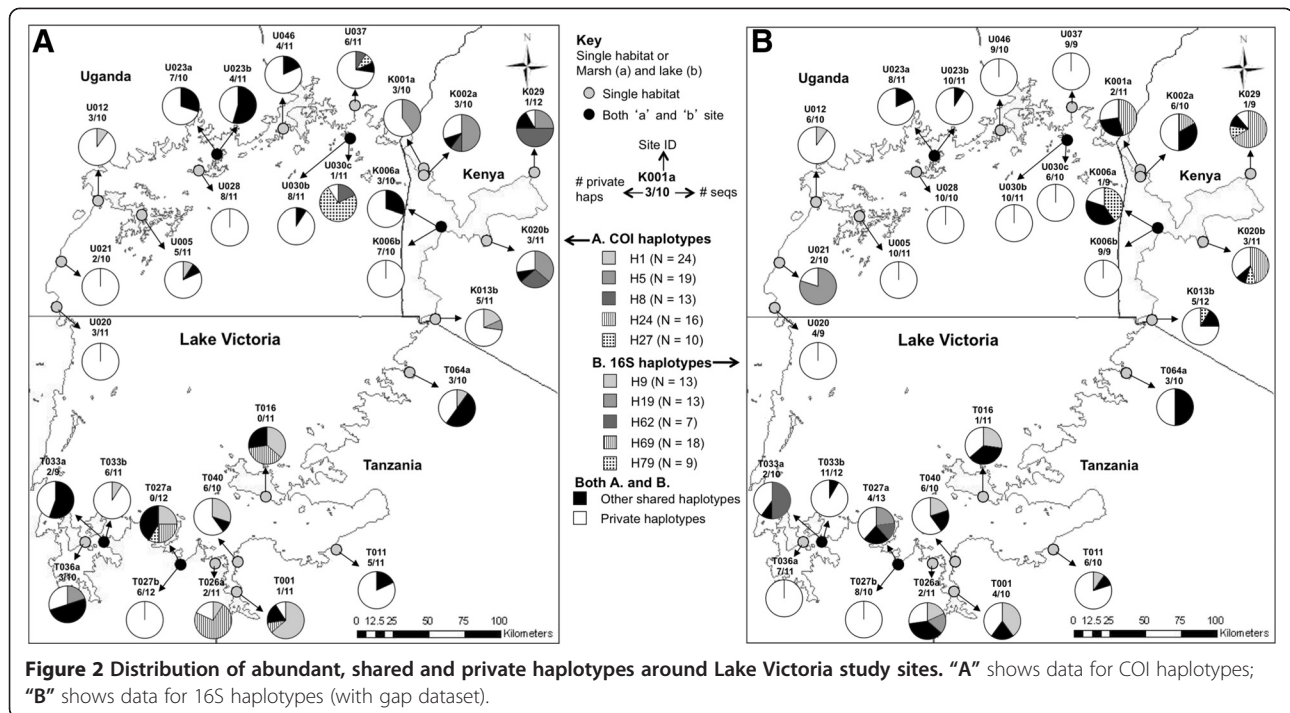 A
Uganda
U012
3/10
U023a
7/10
U023b
4/11
U046
4/11
U037
6/11
K001a
3/10
K002a
3/10
K029
1/12
N
Kenya
U028
8/11
U030b
8/11
U030c
1/11
K006a
3/10
K006b
7/10
K020b
3/11
U005
5/11
U021
2/10
U020
3/11
K013b
5/11
Lake Victoria
T064a
3/10
T016
0/11
Tanzania
T033a
2/9
T033b
6/11
T027a
0/12
T040
6/10
T011
5/11
T036a
3/10
T027b
6/12
T026a
2/11
T001
1/11
0 12.5 25 50 75 100
Kilometers
Key
Single habitat or
Marsh (a) and lake (b)
Single habitat
Both 'a' and 'b' site
Site ID
K001a
# private haps
3/10
# seqs
A. COI haplotypes
H1 (N = 24)
H5 (N = 19)
H8 (N = 13)
H24 (N = 16)
H27 (N = 10)
B. 16S haplotypes
H9 (N = 13)
H19 (N = 13)
H62 (N = 7)
H69 (N = 18)
H79 (N = 9)
Both A. and B.
Other shared haplotypes
Private haplotypes
B
Uganda
U012
6/10
U023a
8/11
U023b
10/11
U046
9/10
U037
9/9
K001a
2/11
K002a
6/10
K029
1/9
N
Kenya
U028
10/10
U030b
10/11
U030c
6/10
K006a
1/9
K006b
9/9
K020b
3/11
U005
10/11
U021
2/10
U020
4/9
K013b
5/12
Lake Victoria
T064a
3/10
T016
1/11
Tanzania
T033a
2/10
T033b
11/12
T027a
4/13
T040
6/10
T011
6/10
T036a
7/11
T027b
8/10
T026a
2/11
T001
4/10
0 12.5 25 50 75 100
Kilometers
Figure 2 Distribution of abundant, shared and private haplotypes around Lake Victoria study sites. "A" shows data for COI haplotypes;
"B" shows data for 16S haplotypes (with gap dataset).